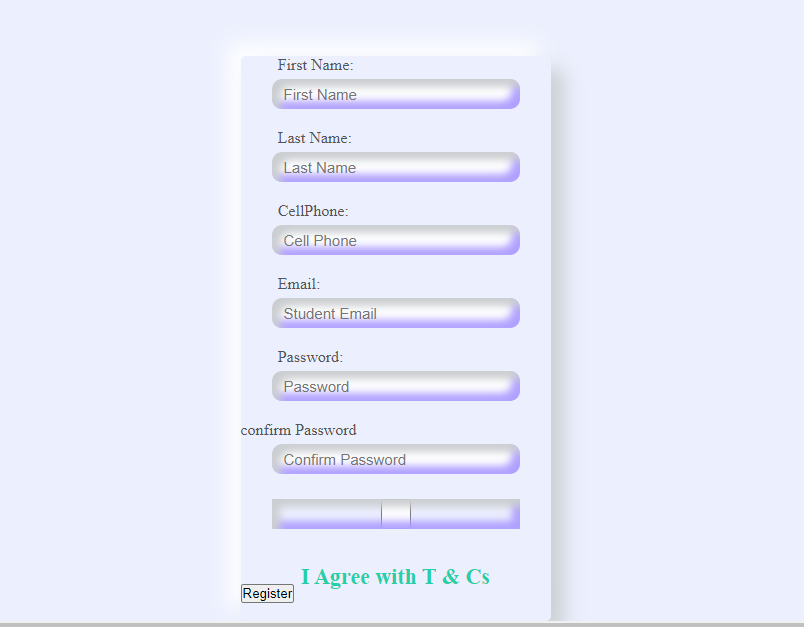 First Name:
First Name
Last Name:
Last Name
CellPhone:
Cell Phone
Email:
Student Email
Password:
Password
confirm Password
Confirm Password
I Agree with T & Cs
Register